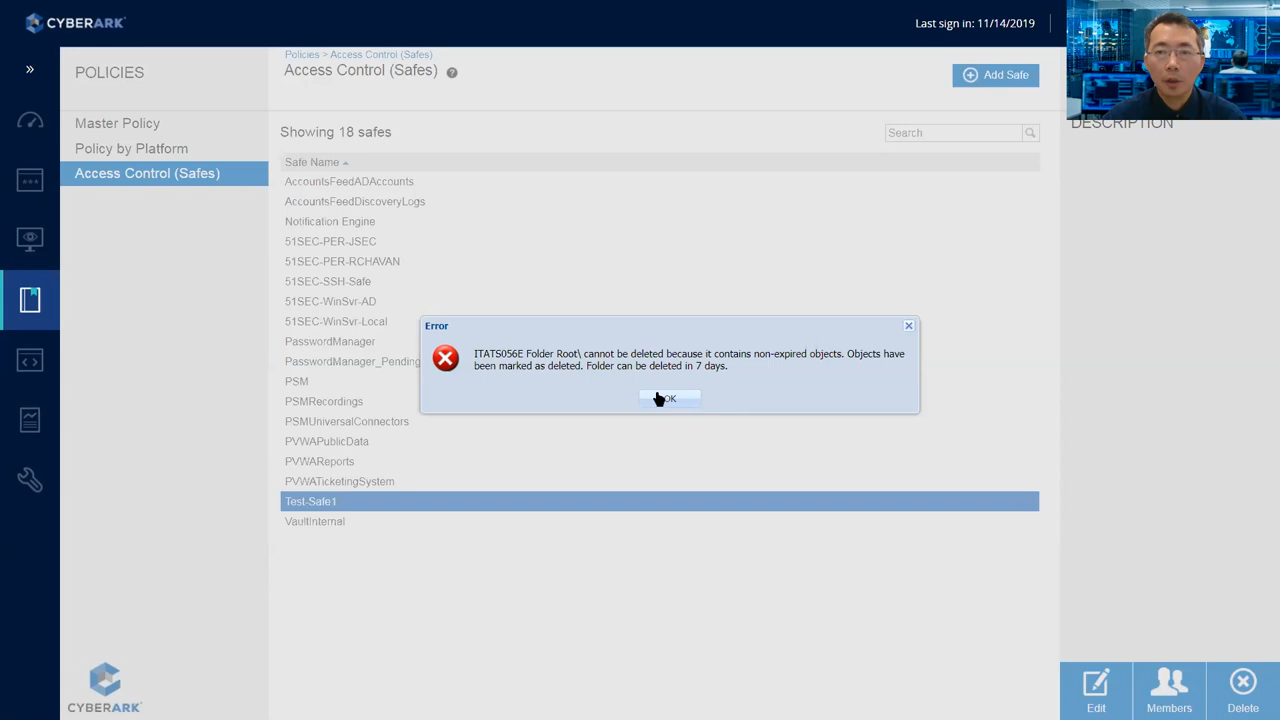 CYBERARK
Last sign in: 11/14/2019
»
POLICIES
Master Policy
Policy by Platform
Access Control (Safes)
Policies > Access Control (Safes)
Access Control (Safes) ?
Add Safe
Showing 18 safes
Search
Safe Name
AccountsFeedADAccounts
AccountsFeedDiscoveryLogs
Notification Engine
51SEC-PER-JSEC
51SEC-PER-RCHAVAN
51SEC-SSH-Safe
51SEC-WinSvr-AD
51SEC-WinSvr-Local
PasswordManager
PasswordManager_Pending
PSM
PSMRecordings
PSMUniversalConnectors
PVWAPublicData
PVWAReports
PVWATicketingSystem
Test-Safe1
VaultInternal
Error
ITATS056E Folder Root\ cannot be deleted because it contains non-expired objects. Objects have
been marked as deleted. Folder can be deleted in 7 days.
OK
DESCRIPTION
Edit
Members
Delete
CYBERARK